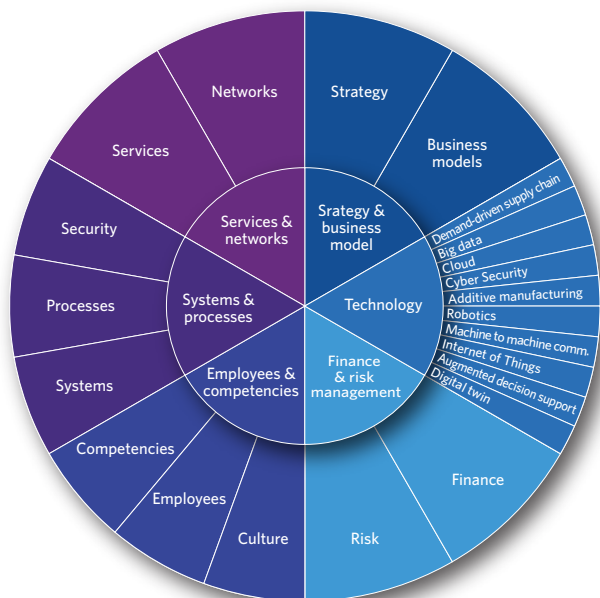 Networks
Strategy
Services
Business
models
Security
Services &
networks
Srategy &
business
model
Demand-driven supply chain
Big data
Cloud
Cyber Security
Additive manufacturing
Robotics
Machine to machine comm.
Internet of Things
Augmented decision support
Digital twin
Processes
Systems &
processes
Technology
Systems
Employees &
competencies
Finance
& risk
management
Competencies
Employees
Culture
Risk
Finance